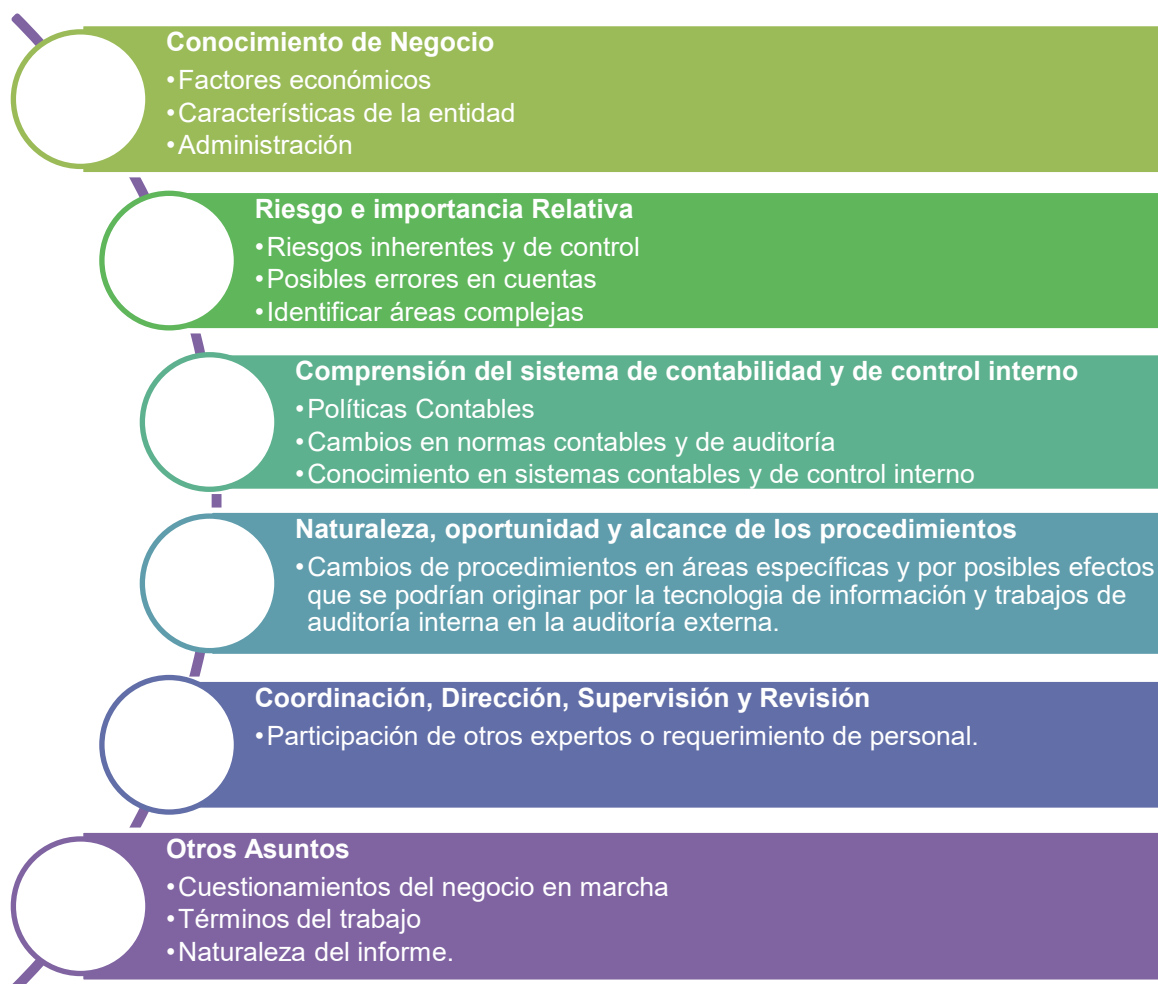 Conocimiento de Negocio
•Factores económicos
•Características de la entidad
•Administración
Riesgo e importancia Relativa
•Riesgos inherentes y de control
•Posibles errores en cuentas
•Identificar áreas complejas
Comprensión del sistema de contabilidad y de control interno
•Políticas Contables
•Cambios en normas contables y de auditoría
•Conocimiento en sistemas contables y de control interno
Naturaleza, oportunidad y alcance de los procedimientos
•Cambios de procedimientos en áreas específicas y por posibles efectos
que se podrían originar por la tecnologia de información y trabajos de
auditoría interna en la auditoría externa.
Coordinación, Dirección, Supervisión y Revisión
•Participación de otros expertos o requerimiento de personal.
Otros Asuntos
•Cuestionamientos del negocio en marcha
•Términos del trabajo
•Naturaleza del informe.